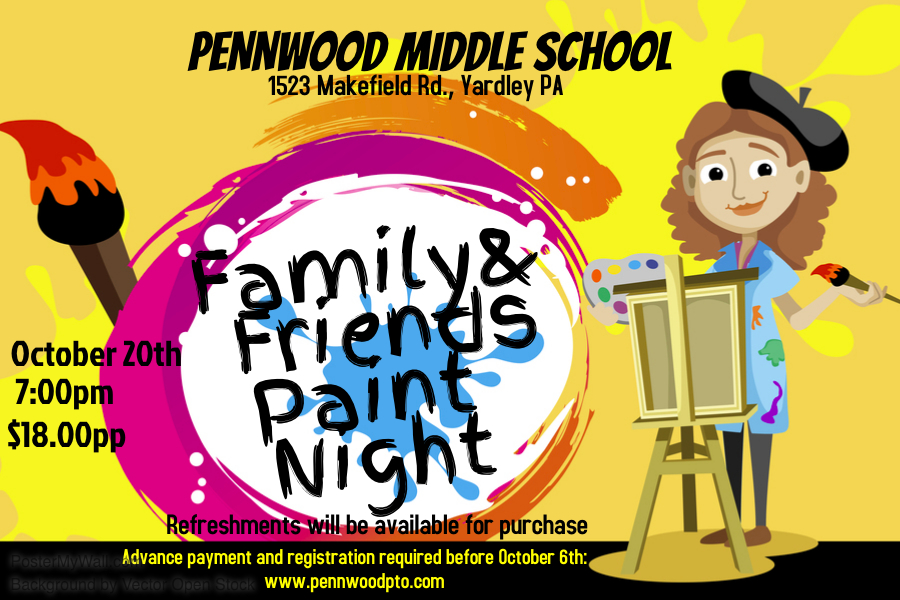 PENNWOOD MIDDLE SCHOOL
1523 Makefield Rd., Yardley PA
Family&
Friends
Paint
Night
October 20th
7:00pm
$18.00pp
Refreshments will be available for purchase
Advance payment and registration required before October 6th:
www.pennwoodpto.com
PosterMyWall.com
Background by Vector Open Stock